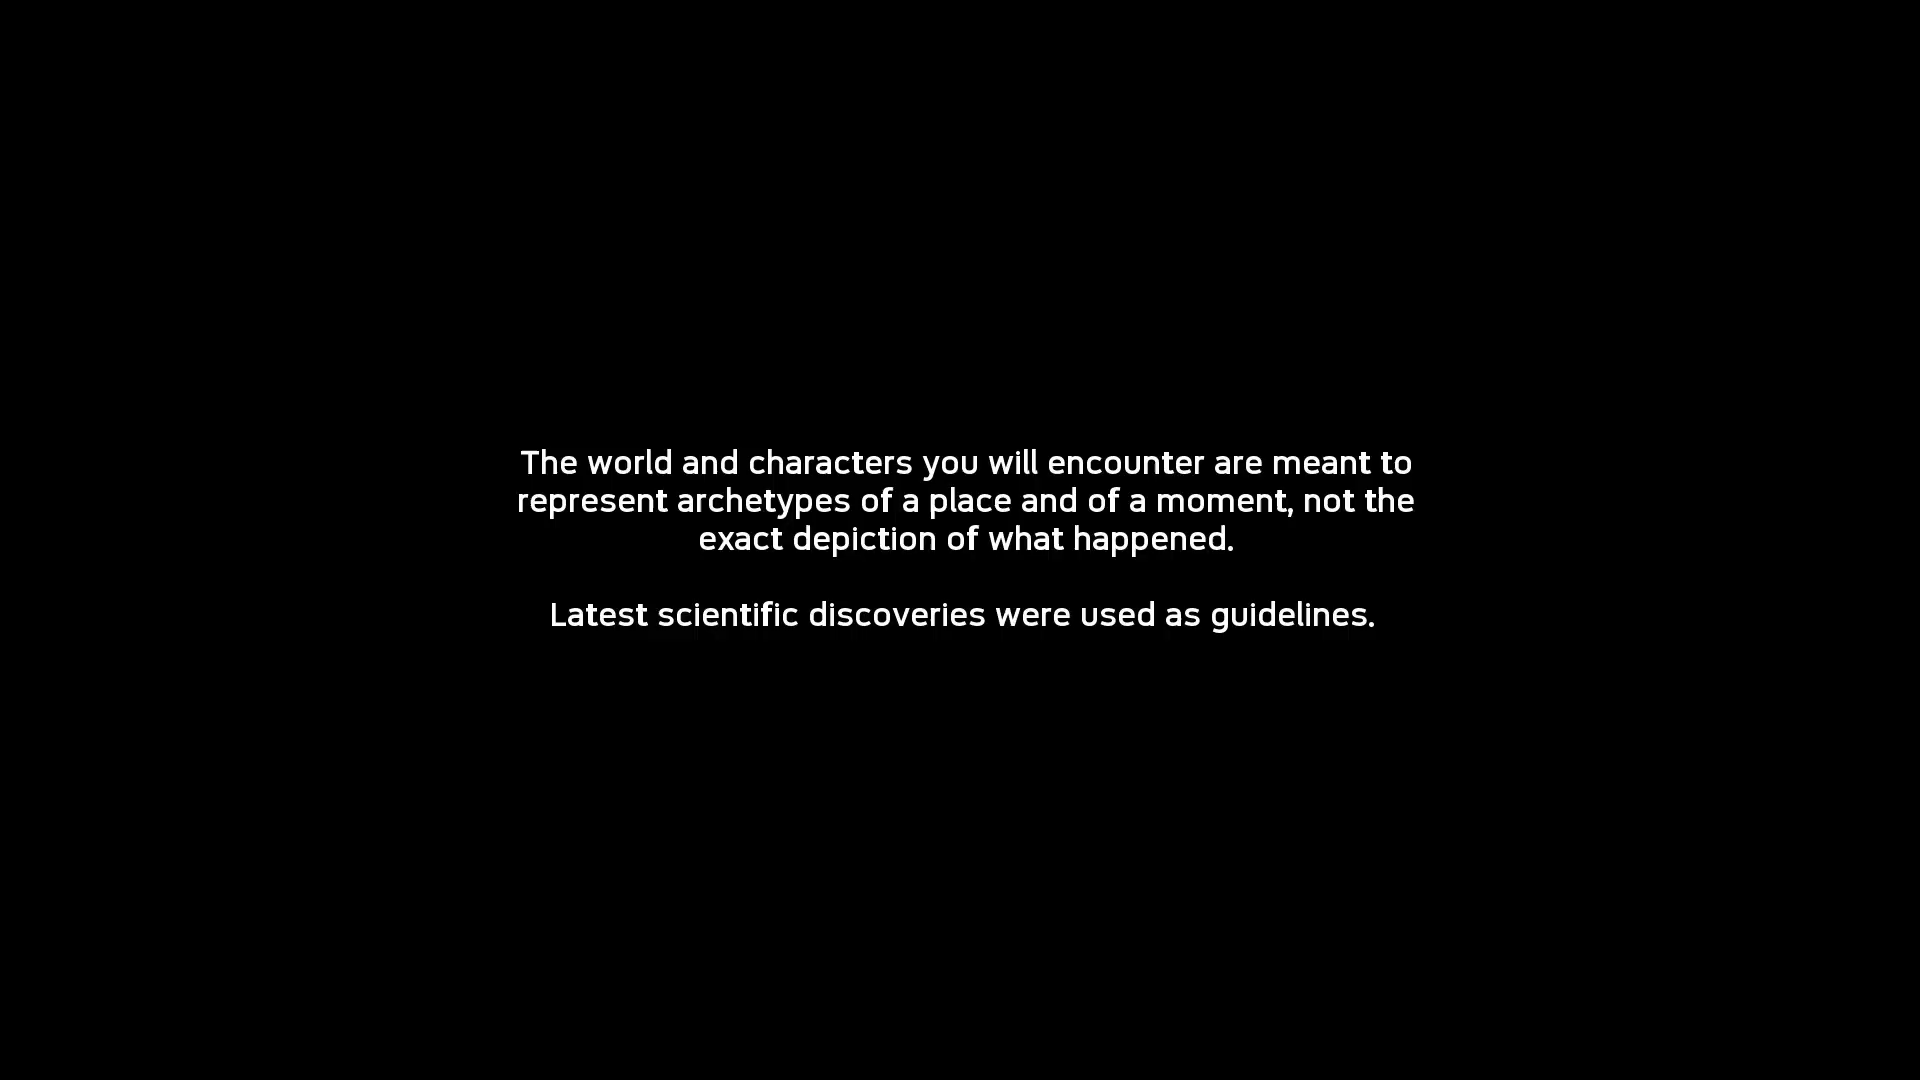 The world and characters you will encounter are meant to
represent archetypes of a place and of a moment, not the
exact depiction of what happened.
Latest scientific discoveries were used as guidelines.